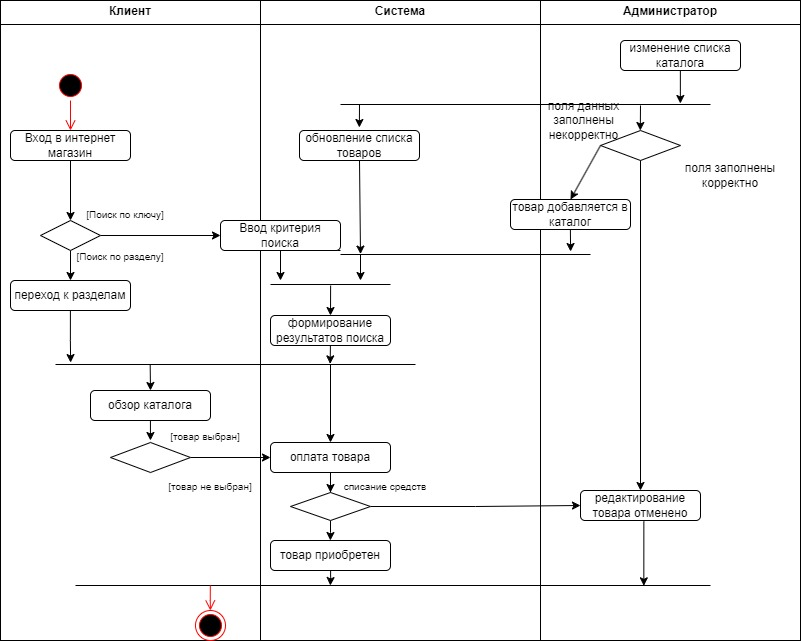 Клиент
Система
Администратор
изменение списка
каталога
поля данных
заполнены
некорректно
Вход в интернет
магазин
обновление списка
товаров
поля заполнены
корректно
[Поиск по ключу]
товар добавляется в
каталог
Ввод критерия
поиска
[Поиск по разделу]
переход к разделам
формирование
результатов поиска
обзор каталога
[товар выбран]
оплата товара
[товар не выбран]
списание средств
редактирование
товара отменено
товар приобретен